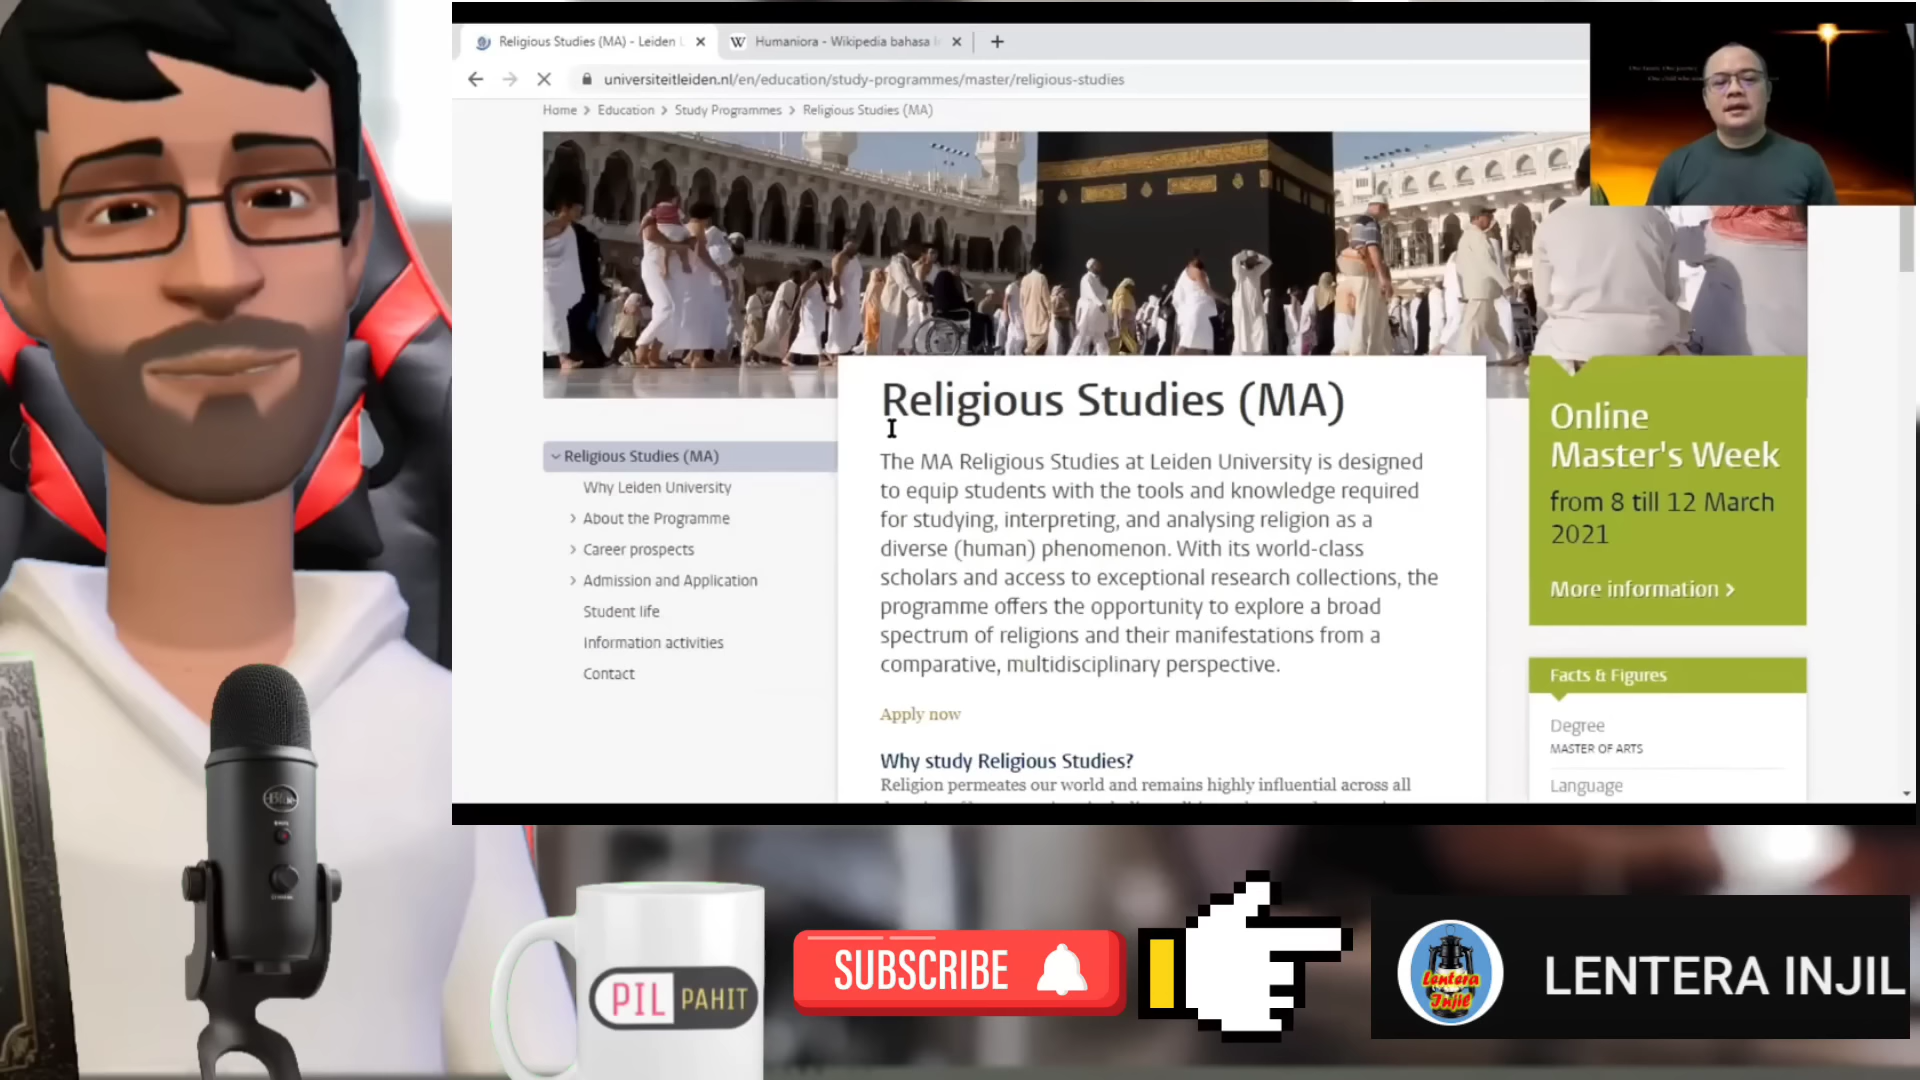 Religious Studies (MA) - Leiden
Humaniora - Wikipedia bahasa
universiteitleiden.nl/en/education/study-programmes/master/religious-studies
Home > Education > Study Programmes > Religious Studies (MA)
Religious Studies (MA)
The MA Religious Studies at Leiden University is designed
to equip students with the tools and knowledge required
for studying, interpreting, and analysing religion as a
diverse (human) phenomenon. With its world-class
scholars and access to exceptional research collections, the
programme offers the opportunity to explore a broad
spectrum of religions and their manifestations from a
comparative, multidisciplinary perspective.
Apply now
Why study Religious Studies?
Religion permeates our world and remains highly influential across all
Religious Studies (MA)
Why Leiden University
About the Programme
Career prospects
Admission and Application
Student life
Information activities
Contact
Online
Master's Week
from 8 till 12 March
2021
More information >
Facts & Figures
Degree
MASTER OF ARTS
Language
Blue
PIL PAHIT
SUBSCRIBE
Lentera
Injil
LENTERA INJIL